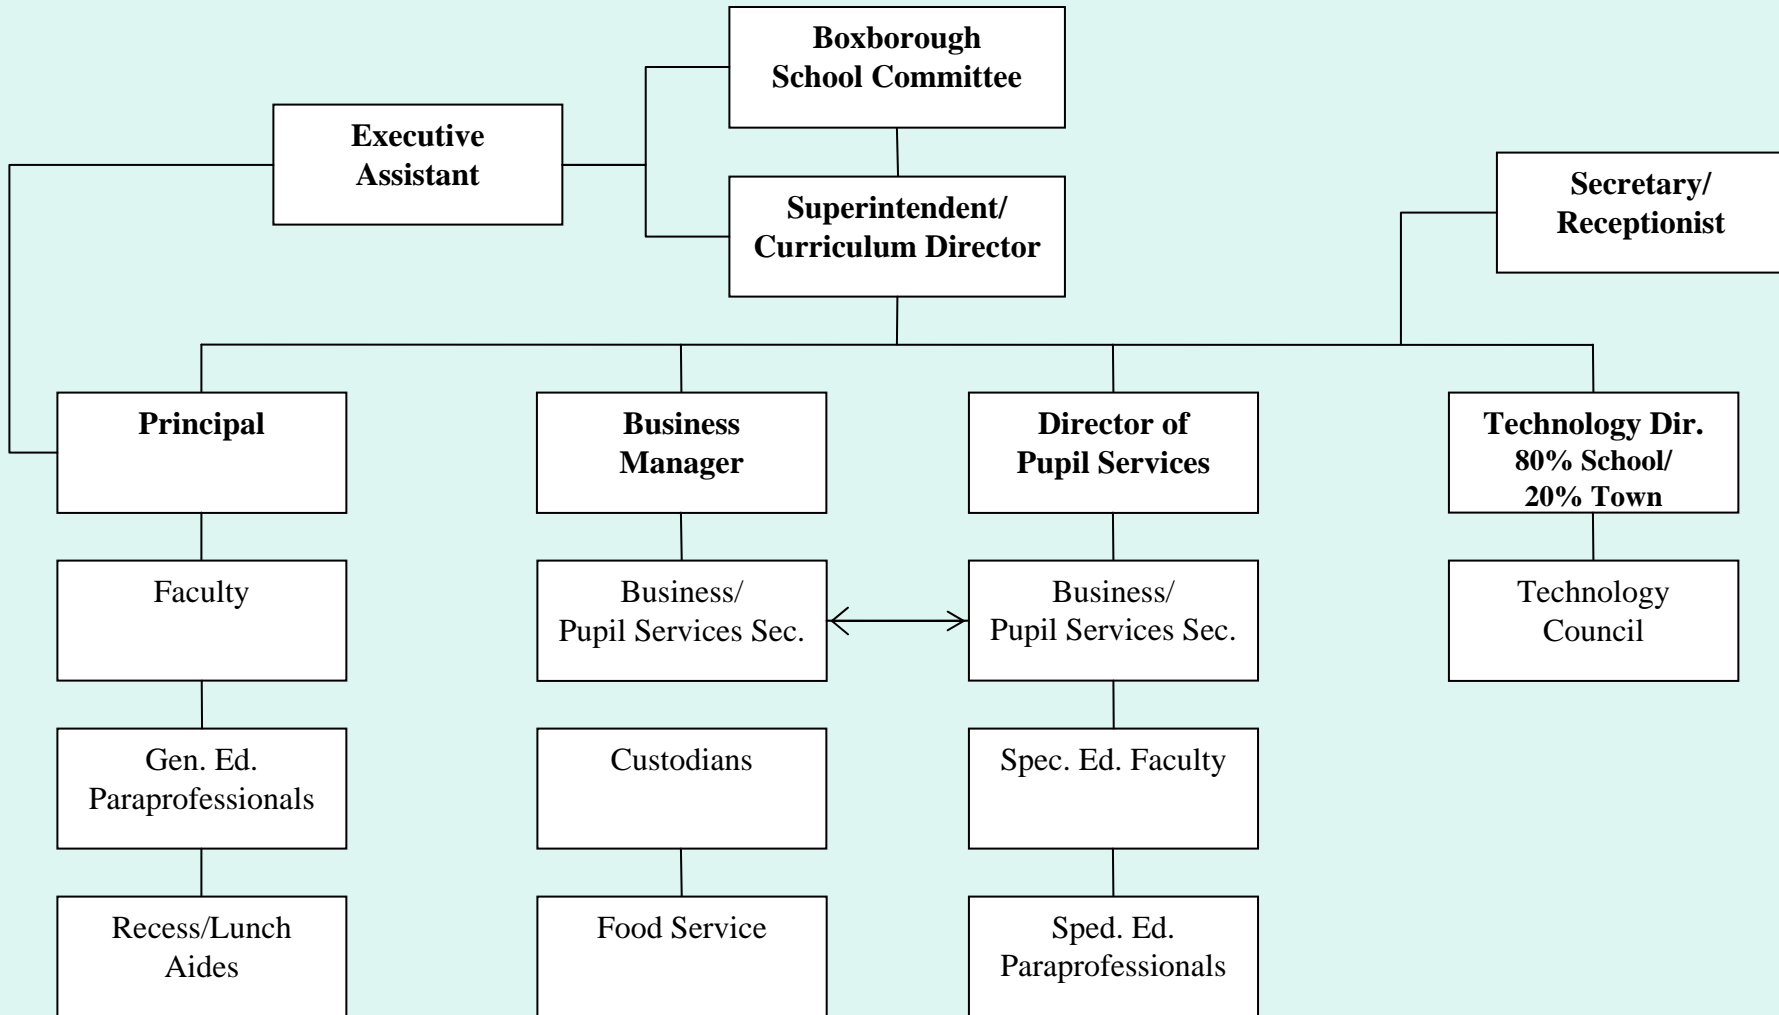 Boxborough
School Committee
Executive
Assistant
Superintendent/
Curriculum Director
Secretary/
Receptionist
Principal
Business
Manager
Director of
Pupil Services
Technology Dir.
80% School/
20% Town
Faculty
Business/
Pupil Services Sec.
Business/
Pupil Services Sec.
Technology
Council
Gen. Ed.
Paraprofessionals
Custodians
Spec. Ed. Faculty
Recess/Lunch
Aides
Food Service
Sped. Ed.
Paraprofessionals